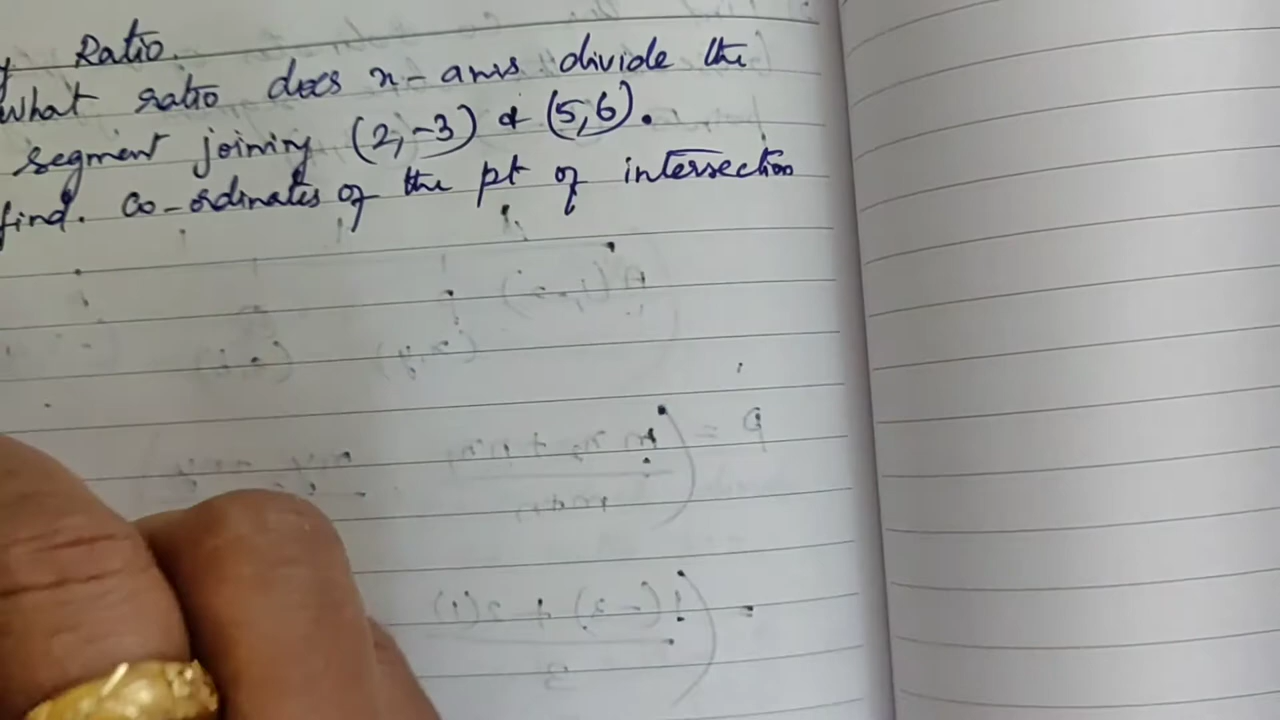 Ratio.
what ratio does x-axis divide the
segment joining (2,-3) & (5,6).
find. co-ordinates of the pt of intersection